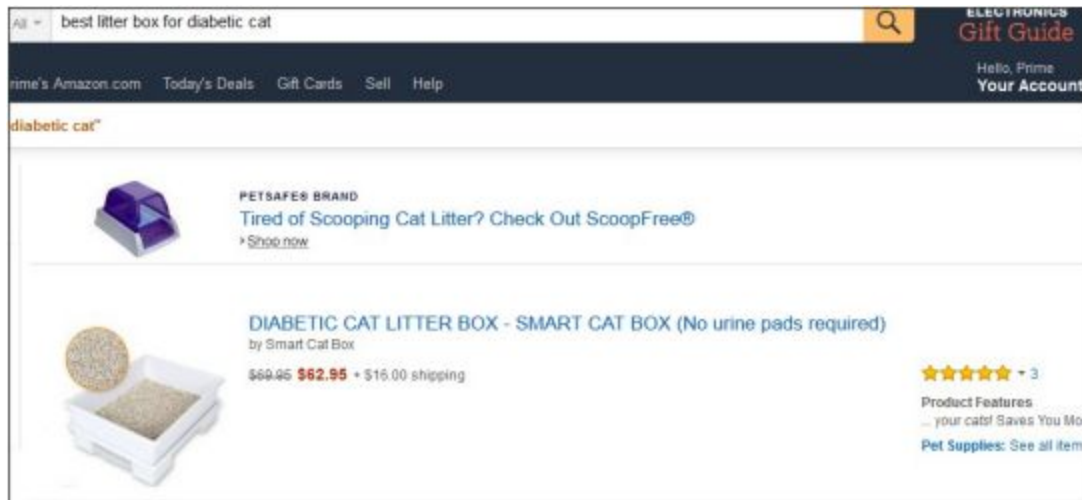 All best litter box for diabetic cat
ELECTRONICS
Gift Guide
rime's Amazon.com Today's Deals Gift Cards Sell Help
Hello, Prime
Your Account
diabetic cat"
PETSAFE® BRAND
Tired of Scooping Cat Litter? Check Out ScoopFree®
› Shop now
DIABETIC CAT LITTER BOX - SMART CAT BOX (No urine pads required)
by Smart Cat Box
$69.95 $62.95 + $16.00 shipping
3
Product Features
... your cats! Saves You Mo
Pet Supplies: See all item